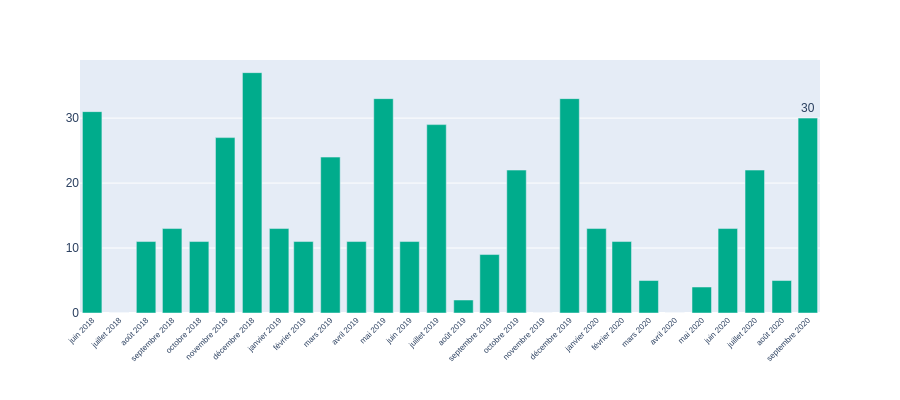 30
30
20
10
0
juin 2018
juillet 2018
août 2018
septembre 2018
octobre 2018
novembre 2018
décembre 2018
janvier 2019
février 2019
mars 2019
avril 2019
mai 2019
juin 2019
juillet 2019
août 2019
septembre 2019
octobre 2019
novembre 2019
décembre 2019
janvier 2020
février 2020
mars 2020
avril 2020
mai 2020
juin 2020
juillet 2020
août 2020
septembre 2020